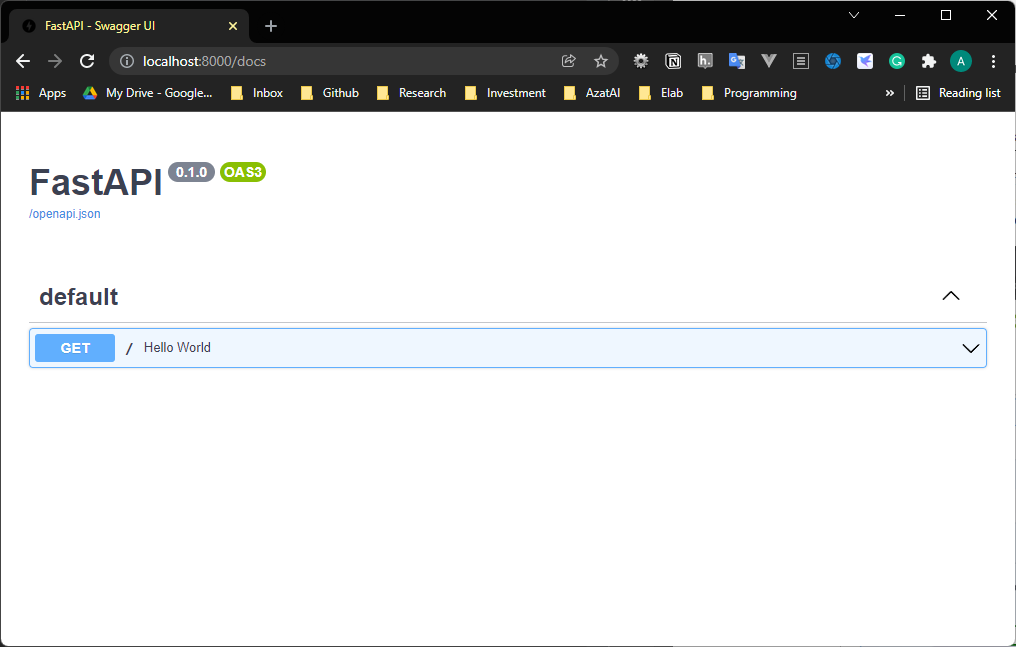 FastAPI - Swagger UI
localhost:8000/docs
A
Apps My Drive - Google... Inbox Github Research Investment AzatAI Elab Programming » Reading list
FastAPI 0.1.0 OAS3
/openapi.json
default
GET / Hello World